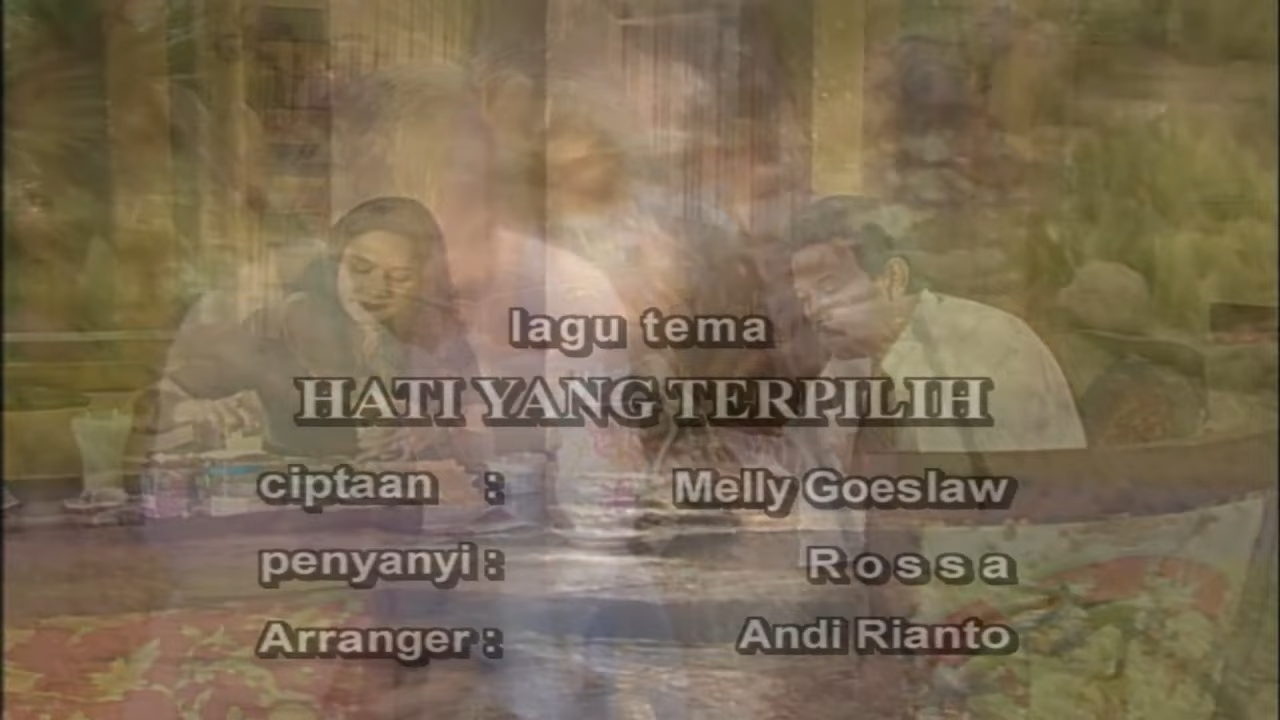 lagu tema
HATI YANG TERPILIH
ciptaan : Melly Goeslaw
penyanyi : Rossa
Arranger : Andi Rianto